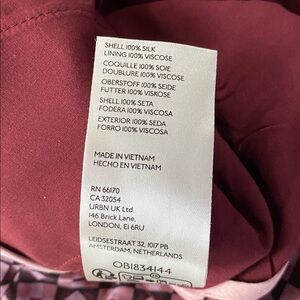 SHELL 100% SILK
LINING 100% VISCOSE
COQUILLE 100% SOIE
DOUBLURE 100% VISCOSE
OBERSTOFF 100% SEIDE
FUTTER 100% VISKOSE
SHELL 100% SETA
FODERA 100% VISCOSA
EXTERIOR 100% SEDA
FORRO 100% VISCOSA
MADE IN VIETNAM
HECHO EN VIETNAM
RN 66170
CA 32054
URBN UK Ltd.
146 Brick Lane,
LONDON, E1 6RU
LEIDSESTRAAT 32, 1017 PB
AMSTERDAM, NETHERLANDS
OB1834144